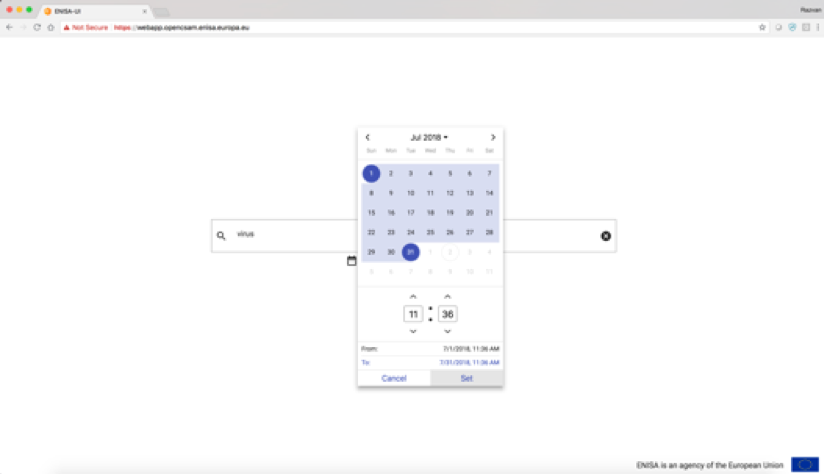 ENISA-UI
Razvan
Not Secure https://webapp.opencsam.enisa.europa.eu
Jul 2018
Sun Mon Tue Wed Thu Fri Sat
1 2 3 4 5 6 7
8 9 10 11 12 13 14
15 16 17 18 19 20 21
22 23 24 25 26 27 28
29 30 31 1 2 3 4
5 6 7 8 9 10 11
virus
11 : 36
From: 7/1/2018, 11:36 AM
To: 7/31/2018, 11:36 AM
Cancel Set
ENISA is an agency of the European Union